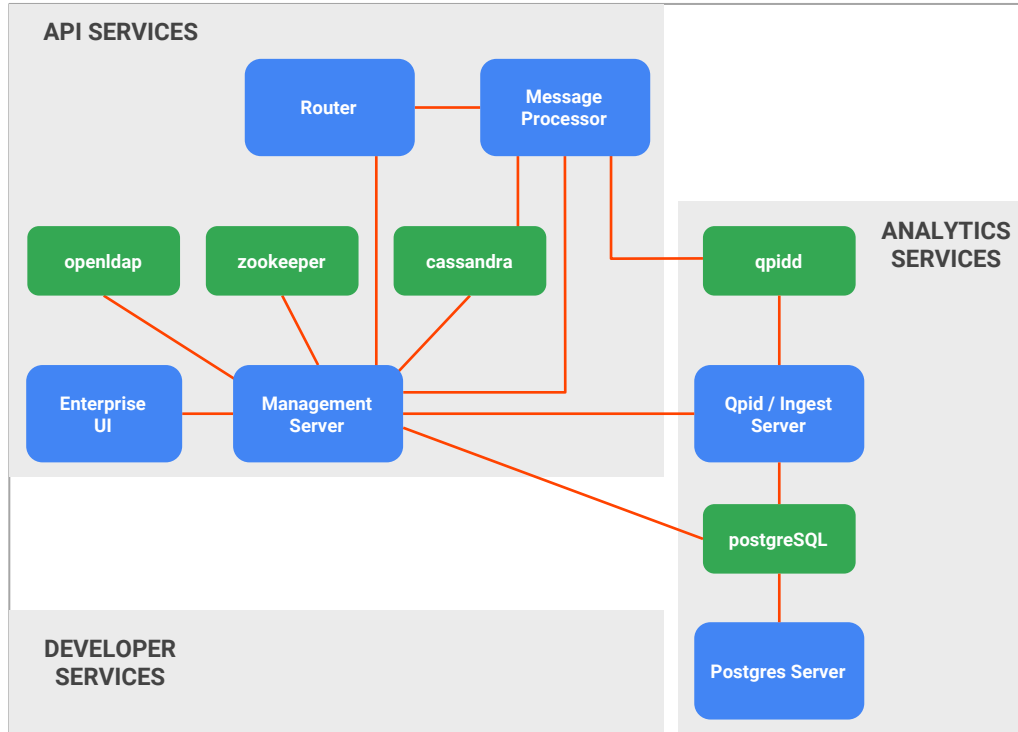 API SERVICES
Router
Message
Processor
openldap
zookeeper
cassandra
qpidd
ANALYTICS
SERVICES
Enterprise
UI
Management
Server
Qpid / Ingest
Server
postgreSQL
DEVELOPER
SERVICES
Postgres Server